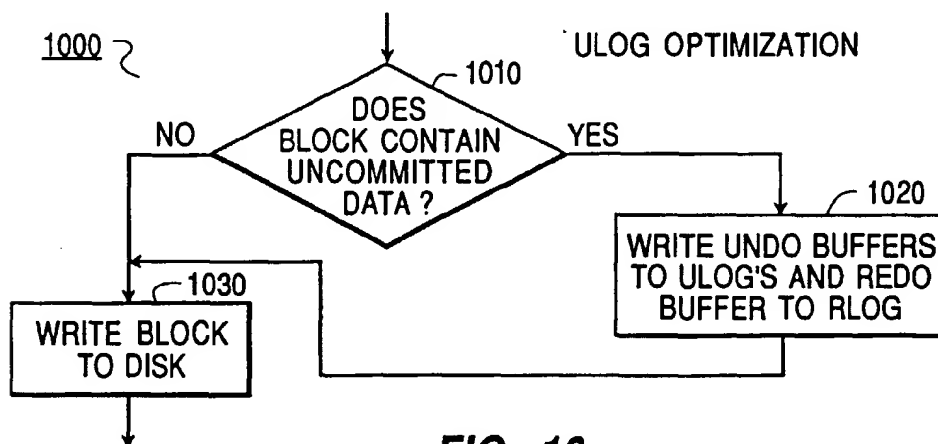 1000
ULOG OPTIMIZATION
1010
DOES
BLOCK CONTAIN
UNCOMMITTED
DATA ?
NO
YES
1020
WRITE UNDO BUFFERS
TO ULOG'S AND REDO
BUFFER TO RLOG
1030
WRITE BLOCK
TO DISK